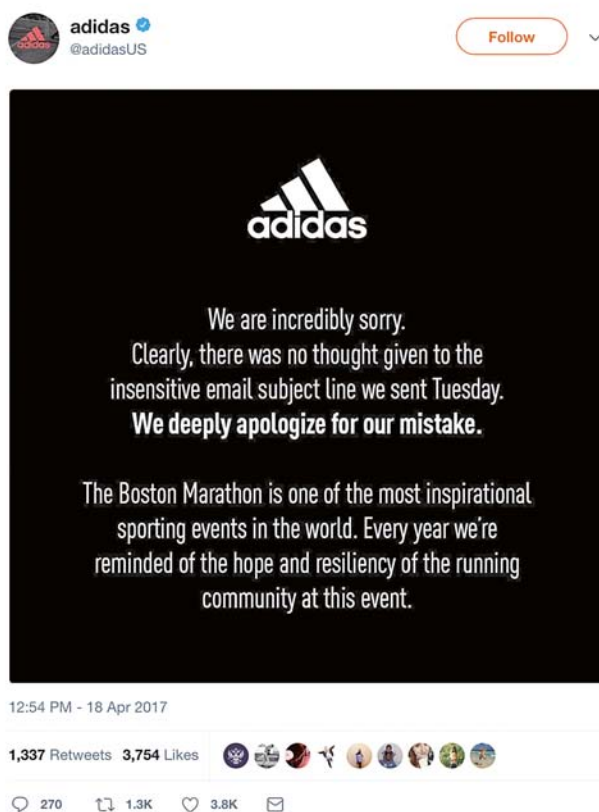 adidas
@adidasUS
Follow
adidas
We are incredibly sorry.
Clearly, there was no thought given to the
insensitive email subject line we sent Tuesday.
We deeply apologize for our mistake.
The Boston Marathon is one of the most inspirational
sporting events in the world. Every year we're
reminded of the hope and resiliency of the running
community at this event.
12:54 PM - 18 Apr 2017
1,337 Retweets 3,754 Likes
270 1.3K 3.8K